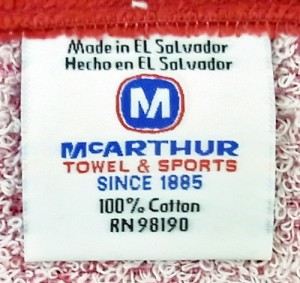 Made in EL Salvador
Hecho en EL Salvador
M
McARTHUR
TOWEL & SPORTS
SINCE 1885
100% Cotton
RN 98190